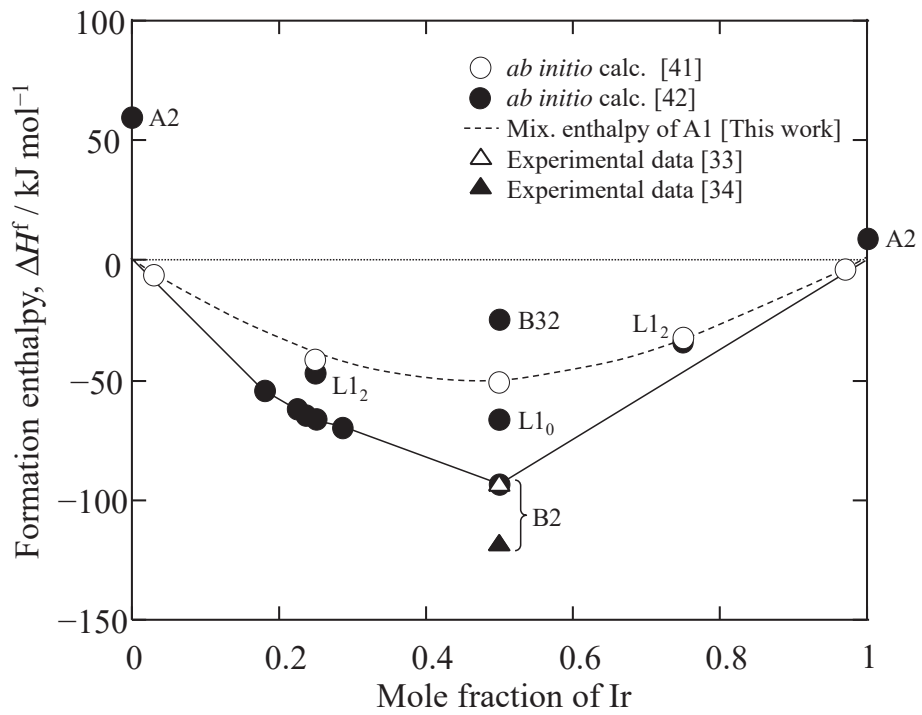 100
50
0
−50
−100
−150
Formation enthalpy, ΔHᶠ / kJ mol⁻¹
ab initio calc. [41]
ab initio calc. [42]
Mix. enthalpy of A1 [This work]
Experimental data [33]
Experimental data [34]
A2
A2
B32
L1₂
L1₂
L1₀
B2
0
0.2
0.4
0.6
0.8
1
Mole fraction of Ir